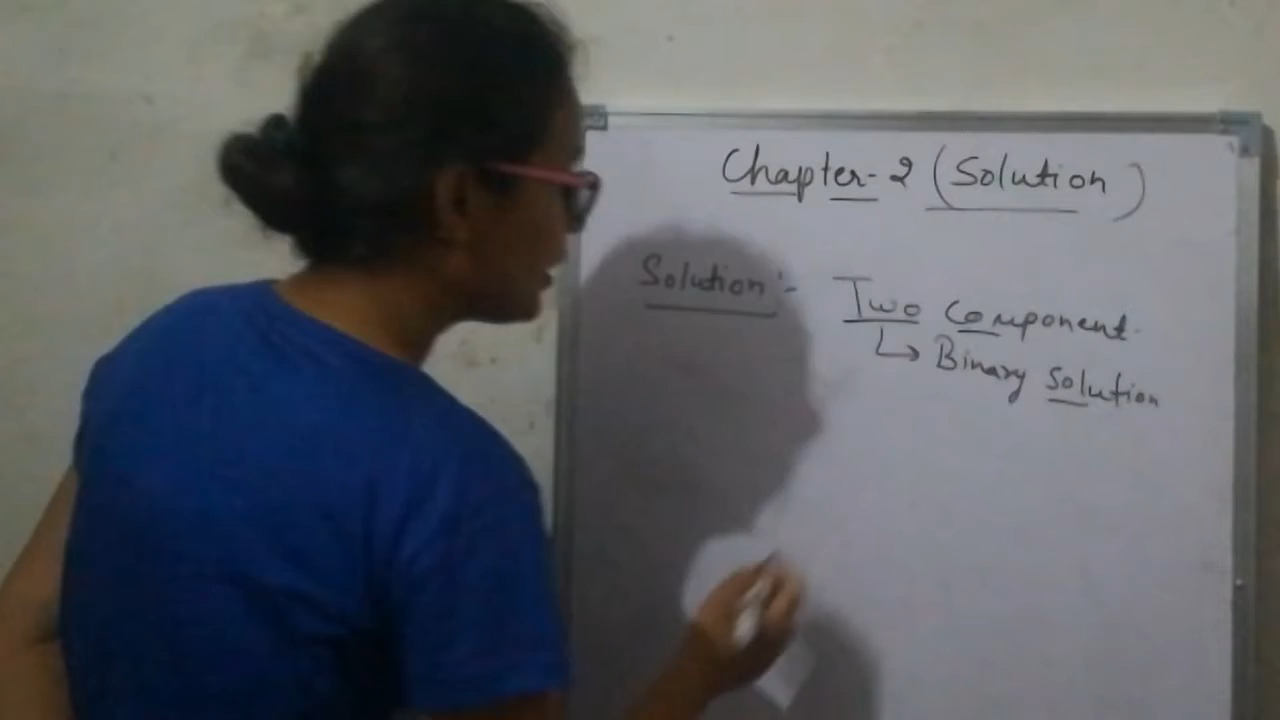 Chapter-2 (Solution)
Solution:- Two Component.
↳ Binary Solution